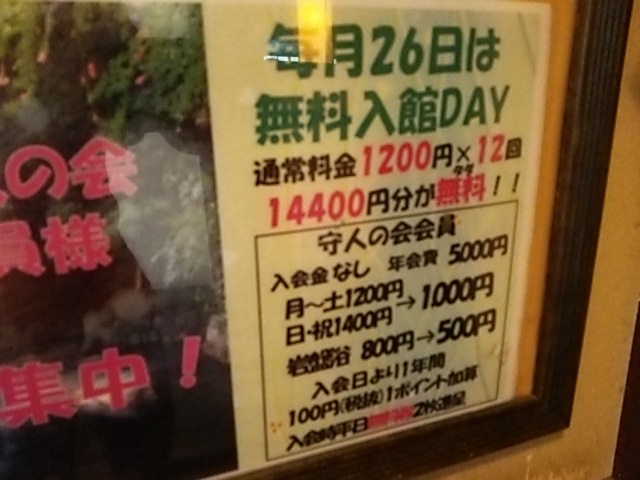 の会
員様
集中！
毎月26日は
無料入館DAY
通常料金1200円×12回
14400円分が無料！！
タダ
守人の会会員
入会金なし 年会費 5,000円
月～土1200円→1,000円
日・祝1400円
岩盤浴 800円→500円
入会日より1年間
100円(税抜)1ポイント加算
入会時平日 2枚進呈